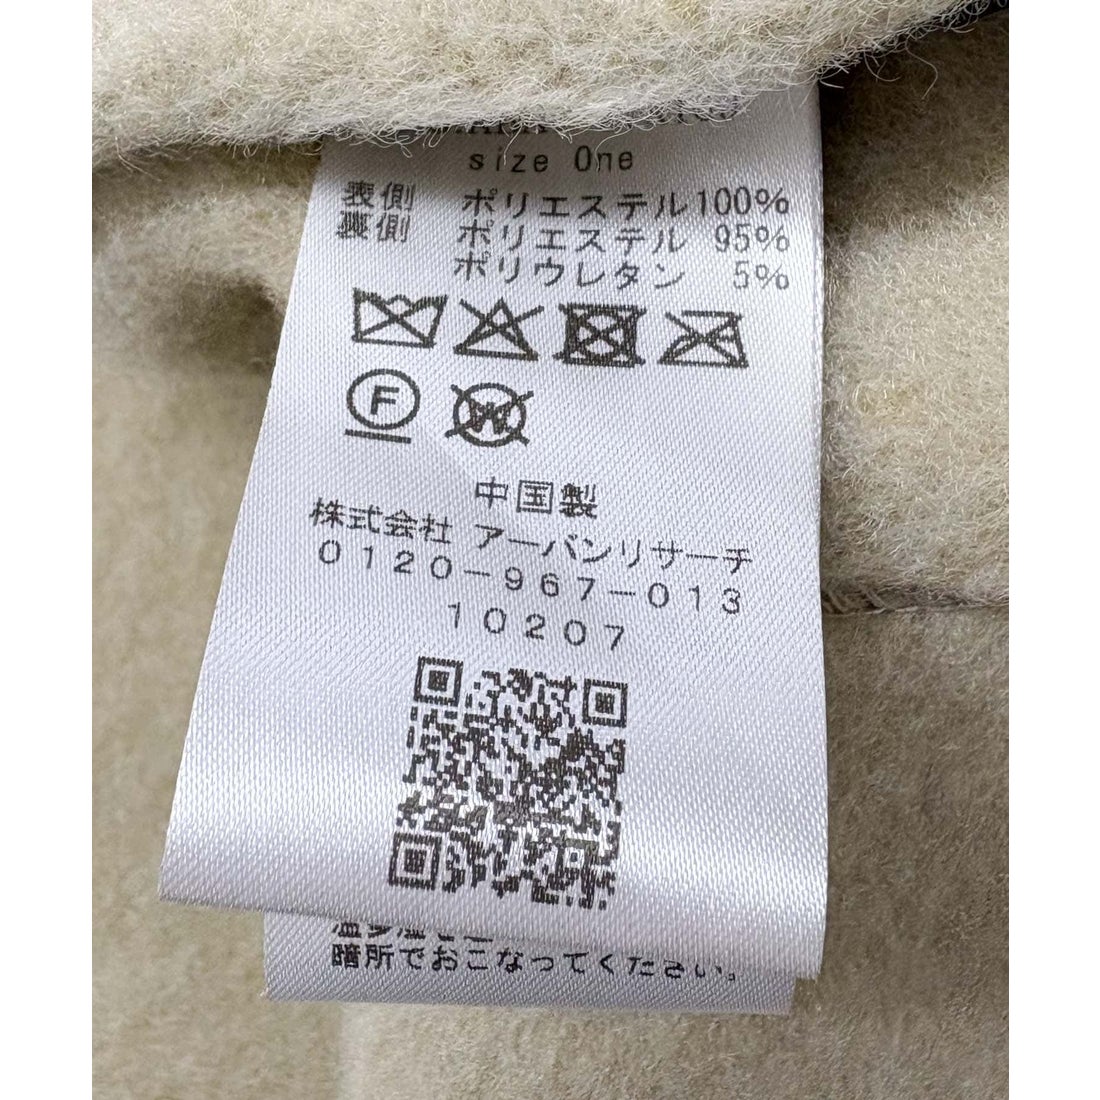 size One
表側 ポリエステル100%
裏側 ポリエステル 95%
ポリウレタン 5%
F
W
中国製
株式会社 アーバンリサーチ
0120-967-013
10207
暗所でおこなってください。